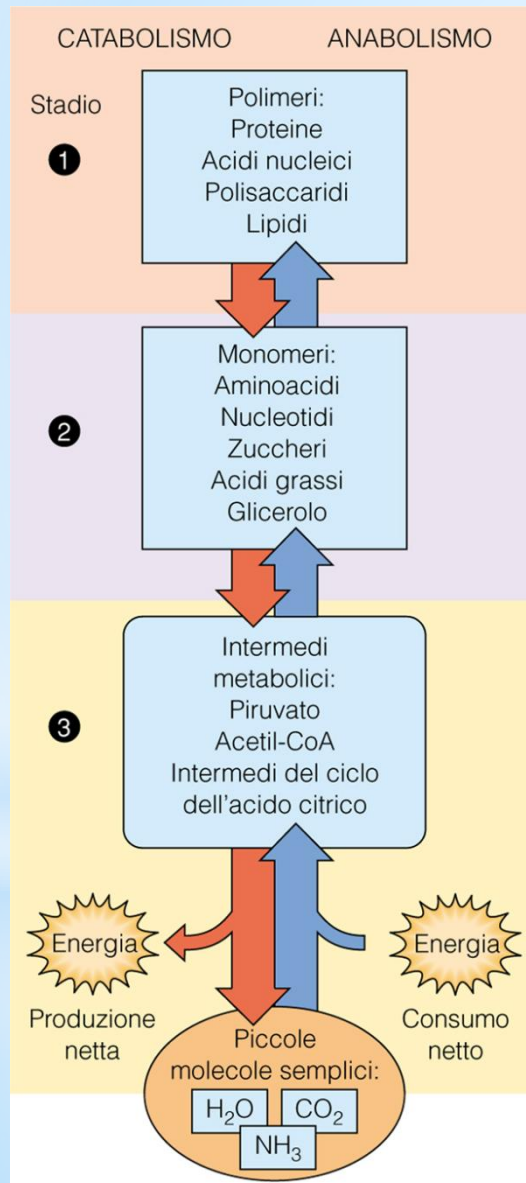 CATABOLISMO ANABOLISMO
Stadio
1
Polimeri:
Proteine
Acidi nucleici
Polisaccaridi
Lipidi
2
Monomeri:
Aminoacidi
Nucleotidi
Zuccheri
Acidi grassi
Glicerolo
3
Intermedi
metabolici:
Piruvato
Acetil-CoA
Intermedi del ciclo
dell'acido citrico
Energia
Produzione
netta
Energia
Consumo
netto
Piccole
molecole semplici:
H₂O CO₂
NH₃